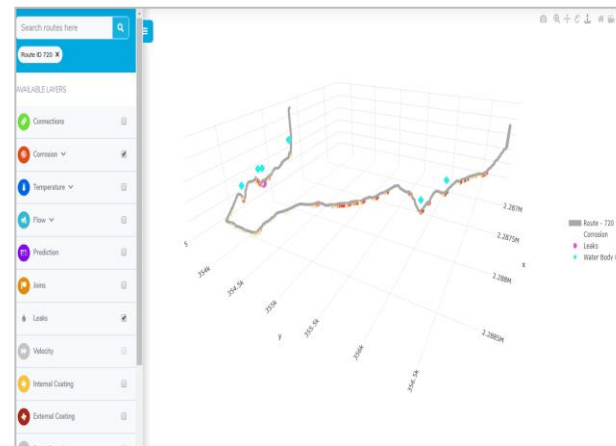 Search routes here
Route ID 720 X
AVAILABLE LAYERS
Connections
Corrosion
Temperature
Flow
Prediction
Leaks
Velocity
Internal Coating
External Coating
5
354k
354.5k
355k
355.5k
356k
356.5k
y
2.287M
2.2875M
2.288M
2.2885M
x
Route - 720
Corrosion
Leaks
Water Body